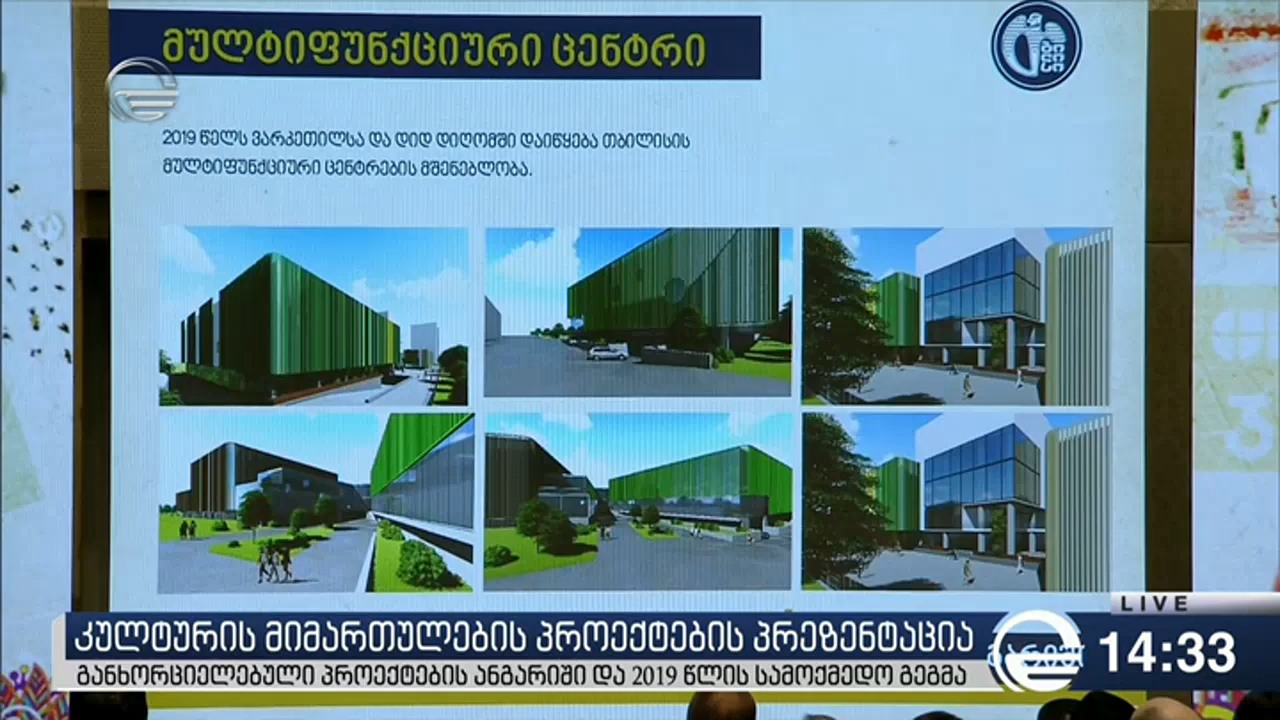 მულტიფუნქციური ცენტრი
2019 წელს ვარკეთილსა და დიდ დიღომში დაიწყება თბილისის
მულტიფუნქციური ცენტრების მშენებლობა.
LIVE
კულტურის მიმართულების პროექტების პრეზენტაცია
14:33
განხორციელებული პროექტების ანგარიში და 2019 წლის სამოქმედო გეგმა